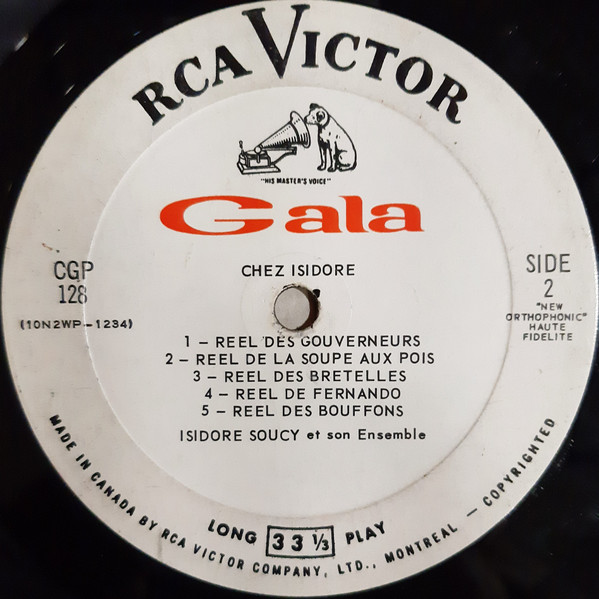 RCA VICTOR
"HIS MASTER'S VOICE"
Gala
CHEZ ISIDORE
CGP
128
(10N2WP-1234)
SIDE
2
"NEW
ORTHOPHONIC"
HAUTE
FIDELITE
1 - REEL DES GOUVERNEURS
2 - REEL DE LA SOUPE AUX POIS
3 - REEL DES BRETELLES
4 - REEL DE FERNANDO
5 - REEL DES BOUFFONS
ISIDORE SOUCY et son Ensemble
LONG 33 1/3 PLAY
MADE IN CANADA BY RCA VICTOR COMPANY, LTD., MONTREAL — COPYRIGHTED